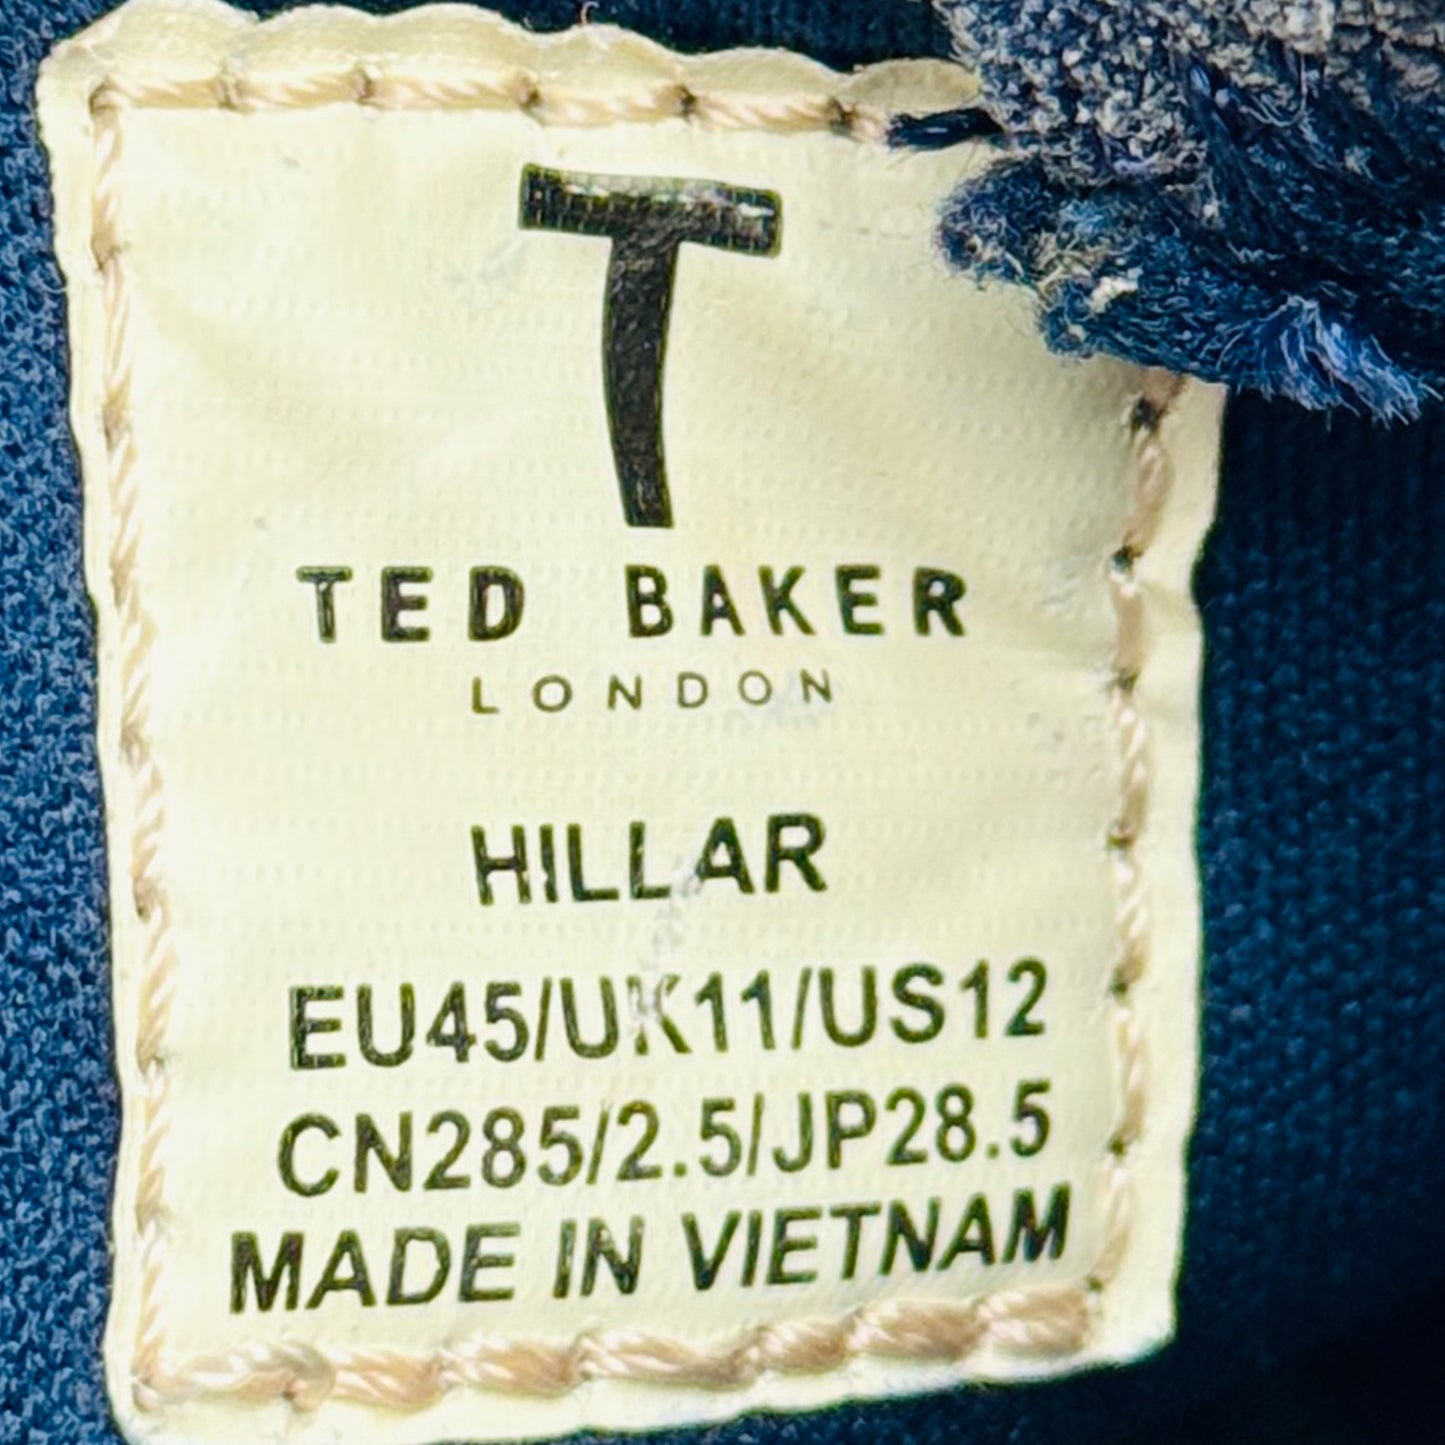 T
TED BAKER
LONDON
HILLAR
EU45/UK11/US12
CN285/2.5/JP28.5
MADE IN VIETNAM